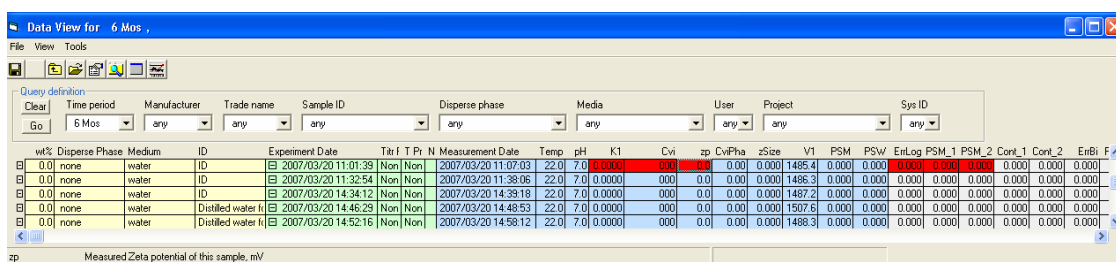 Data View for 6 Mos ,
File View Tools
Query definition
Clear Time period Manufacturer Trade name Sample ID Disperse phase Media User Project Sys ID
Go 6 Mos any any any any any any any any
wt% Disperse Phase Medium ID Experiment Date Titr F T Pr N Measurement Date Temp pH K1 Cvi zp CviPha zSize V1 PSM PSW ErrLog PSM_1 PSM_2 Cont_1 Cont_2 ErrBi F
0.0 none water 2007/03/20 11:01:39 Non Non 2007/03/20 11:07:03 22.0 7.0 0.0000 000 0.0 0.00 0.000 1485.4 0.000 0.000 0.000 0.000 0.000 0.000 0.000 0.000
0.0 none water 2007/03/20 11:32:54 Non Non 2007/03/20 11:38:06 22.0 7.0 0.0000 000 0.0 0.00 0.000 1486.3 0.000 0.000 0.000 0.000 0.000 0.000 0.000 0.000
0.0 none water 2007/03/20 14:34:12 Non Non 2007/03/20 14:39:18 22.0 7.0 0.0000 000 0.0 0.00 0.000 1487.2 0.000 0.000 0.000 0.000 0.000 0.000 0.000 0.000
0.0 none water Distilled water fo 2007/03/20 14:46:29 Non Non 2007/03/20 14:48:53 22.0 7.0 0.0000 000 0.0 0.00 0.000 1507.6 0.000 0.000 0.000 0.000 0.000 0.000 0.000 0.000
0.0 none water Distilled water fo 2007/03/20 14:52:16 Non Non 2007/03/20 14:58:12 22.0 7.0 0.0000 000 0.0 0.00 0.000 1488.3 0.000 0.000 0.000 0.000 0.000 0.000 0.000 0.000
zp Measured Zeta potential of this sample, mV